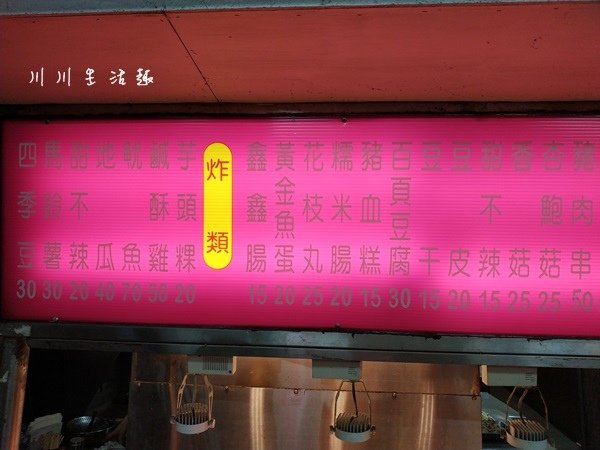 川川生活趣
豬肉串 50
杏鮑菇 25
香菇 25
甜不辣 15
豆皮 20
豆干 15
百頁豆腐 30
豬血糕 15
糯米腸 20
花枝丸 25
黃金魚蛋 20
鑫鑫腸 15
炸類
芋頭粿 20
鹹酥雞 50
魷魚 70
地瓜 40
甜不辣 20
馬鈴薯 30
四季豆 30